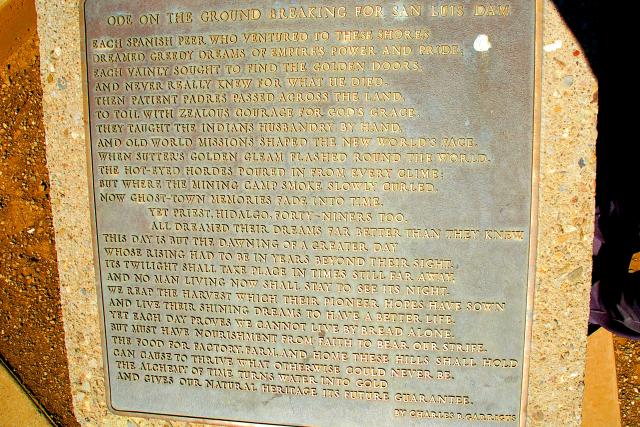 ODE ON THE GROUND BREAKING FOR SAN LUIS DAM
EACH SPANISH PEER WHO VENTURED TO THESE SHORES
DREAMED GREEDY DREAMS OF EMPIRE'S POWER AND PRIDE.
EACH VAINLY SOUGHT TO FIND THE GOLDEN DOORS,
AND NEVER REALLY KNEW FOR WHAT HE DIED.
THEN PATIENT PADRES PASSED ACROSS THE LAND,
TO TOIL WITH ZEALOUS COURAGE FOR GOD'S GRACE.
THEY TAUGHT THE INDIANS HUSBANDRY BY HAND,
AND OLD WORLD MISSIONS SHAPED THE NEW WORLD'S FACE.
WHEN SUTTER'S GOLDEN GLEAM FLASHED ROUND THE WORLD,
THE HOT-EYED HORDES POURED IN FROM EVERY CLIME;
BUT WHERE THE MINING CAMP SMOKE SLOWLY CURLED,
NOW GHOST-TOWN MEMORIES FADE INTO TIME.
YET PRIEST, HIDALGO, FORTY-NINERS TOO,
ALL DREAMED THEIR DREAMS FAR BETTER THAN THEY KNEW.
THIS DAY IS BUT THE DAWNING OF A GREATER DAY
WHOSE RISING HAD TO BE IN YEARS BEYOND THEIR SIGHT.
ITS TWILIGHT SHALL TAKE PLACE IN TIMES STILL FAR AWAY,
AND NO MAN LIVING NOW SHALL STAY TO SEE ITS NIGHT.
WE REAP THE HARVEST WHICH THEIR PIONEER HOPES HAVE SOWN
AND LIVE THEIR SHINING DREAMS TO HAVE A BETTER LIFE.
YET EACH DAY PROVES WE CANNOT LIVE BY BREAD ALONE,
BUT MUST HAVE NOURISHMENT FROM FAITH TO BEAR OUR STRIFE.
THE FOOD FOR FACTORY, FARM, AND HOME THESE HILLS SHALL HOLD
CAN CAUSE TO THRIVE WHAT OTHERWISE COULD NEVER BE.
THE ALCHEMY OF TIME TURNS WATER INTO GOLD
AND GIVES OUR NATURAL HERITAGE ITS FUTURE GUARANTEE.
BY CHARLES P. GARRIGUS